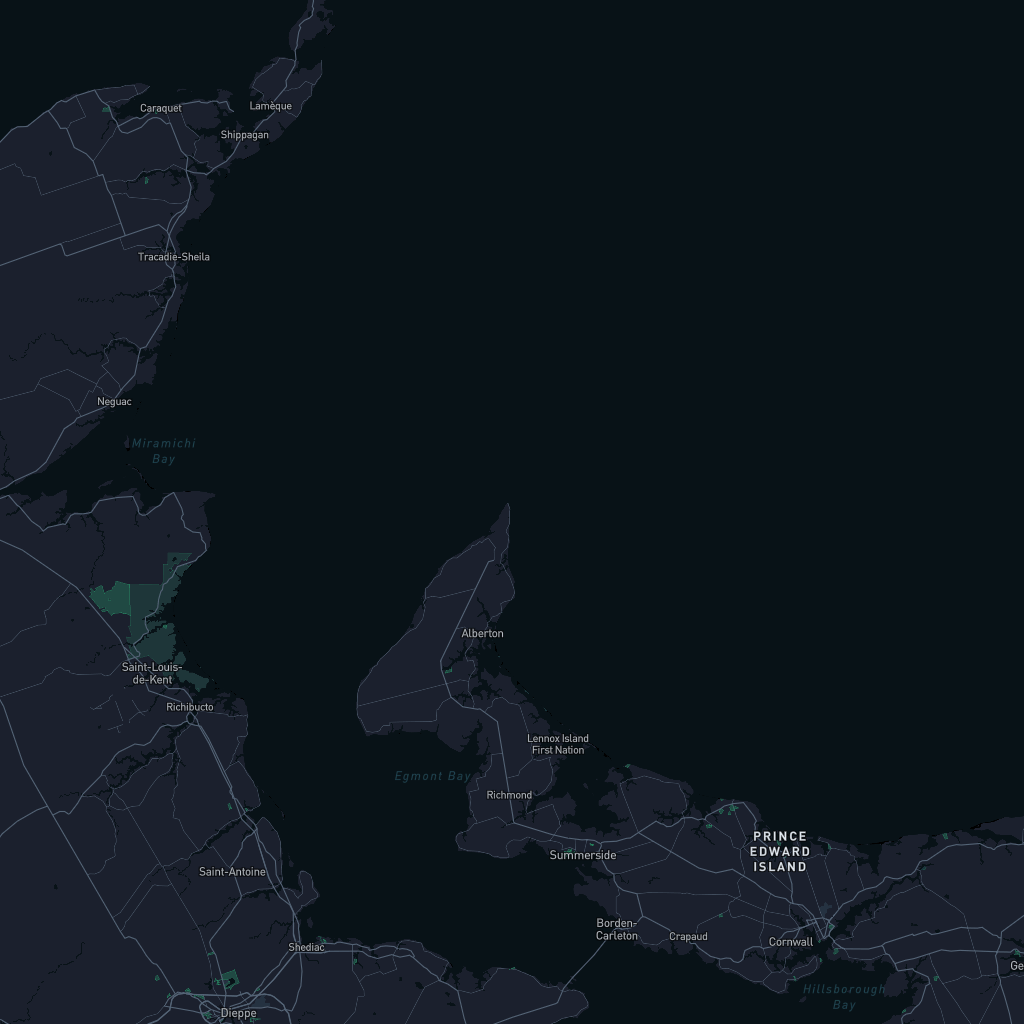 Caraquet
Lamèque
Shippagan
Tracadie-Sheila
Neguac
Miramichi
Bay
Alberton
Saint-Louis-
de-Kent
Richibucto
Lennox Island
First Nation
Egmont Bay
Richmond
PRINCE
EDWARD
ISLAND
Summerside
Saint-Antoine
Borden-
Carleton
Crapaud
Cornwall
Shediac
Ge
Hillsborough
Bay
Dieppe